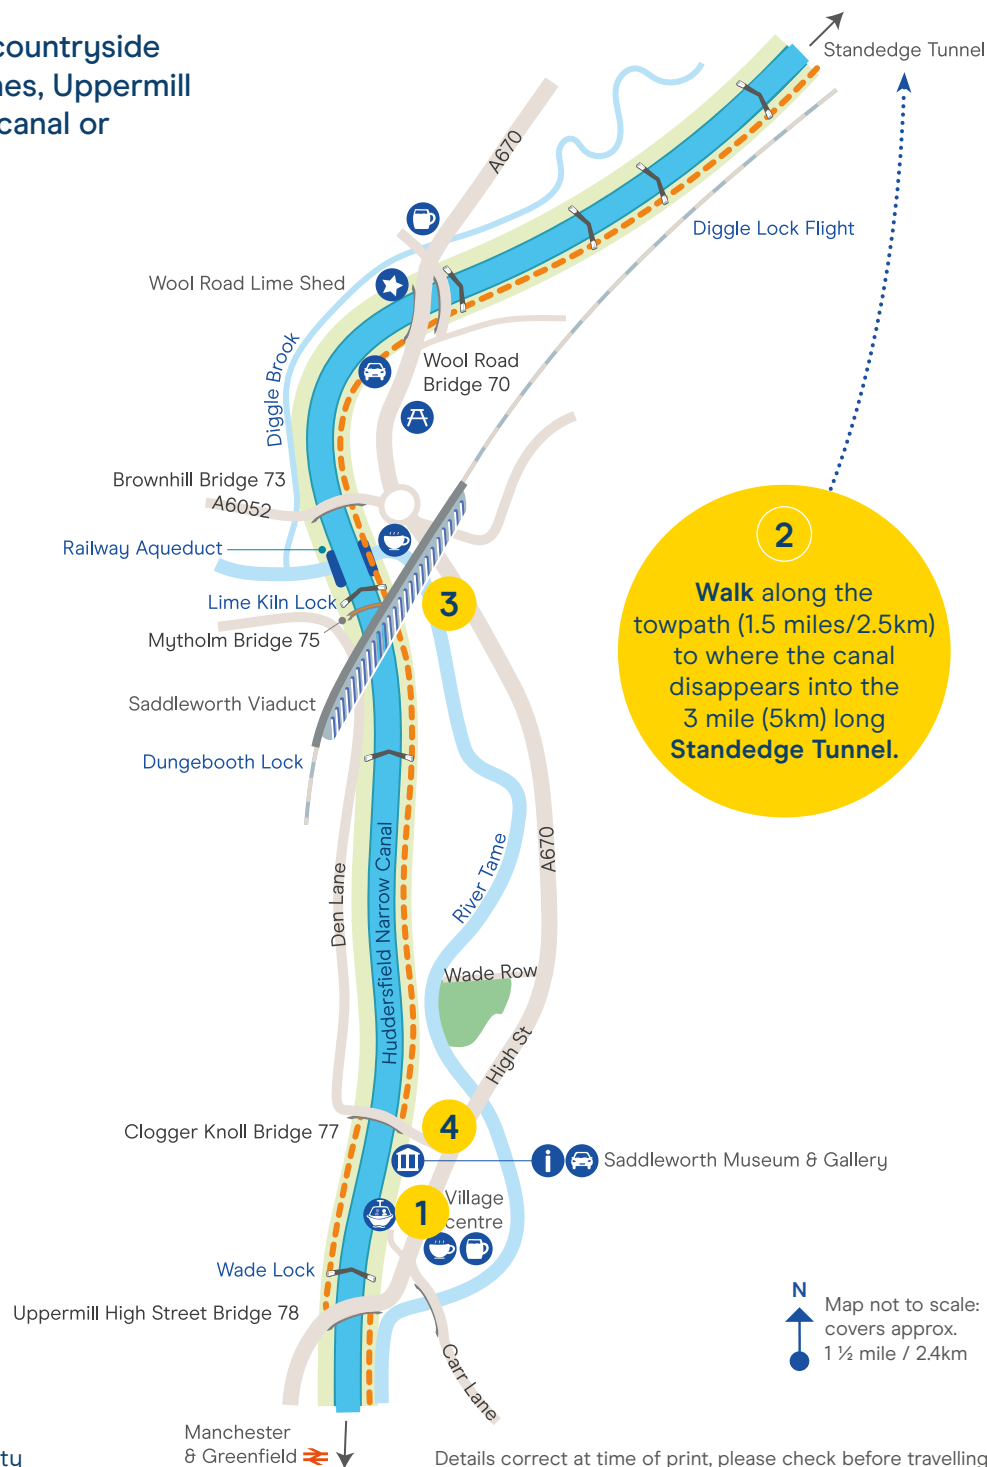 countryside
nes, Uppermill
canal or
Standedge Tunnel
A670
Diggle Lock Flight
Wool Road Lime Shed
Diggle Brook
Wool Road
Bridge 70
Brownhill Bridge 73
A6052
Railway Aqueduct
Lime Kiln Lock
Mytholm Bridge 75
3
Saddleworth Viaduct
Dungebooth Lock
2
Walk along the
towpath (1.5 miles/2.5km)
to where the canal
disappears into the
3 mile (5km) long
Standedge Tunnel.
Den Lane
Huddersfield Narrow Canal
River Tame
A670
Wade Row
High St
Clogger Knoll Bridge 77
4
i
Saddleworth Museum & Gallery
1
Village
centre
Wade Lock
Uppermill High Street Bridge 78
Carr Lane
N
Map not to scale:
covers approx.
1 ½ mile / 2.4km
Manchester
& Greenfield
ty
Details correct at time of print, please check before travelling